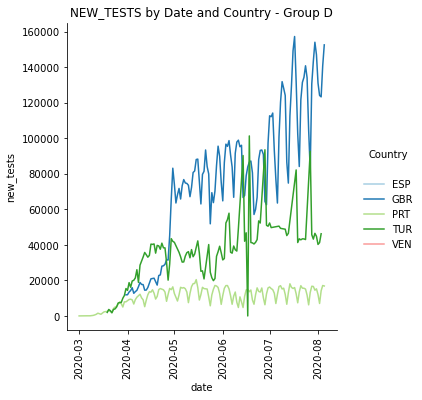 NEW_TESTS by Date and Country - Group D
160000
140000
120000
100000
80000
60000
40000
20000
0
new_tests
2020-03
2020-04
2020-05
2020-06
2020-07
2020-08
date
Country
ESP
GBR
PRT
TUR
VEN